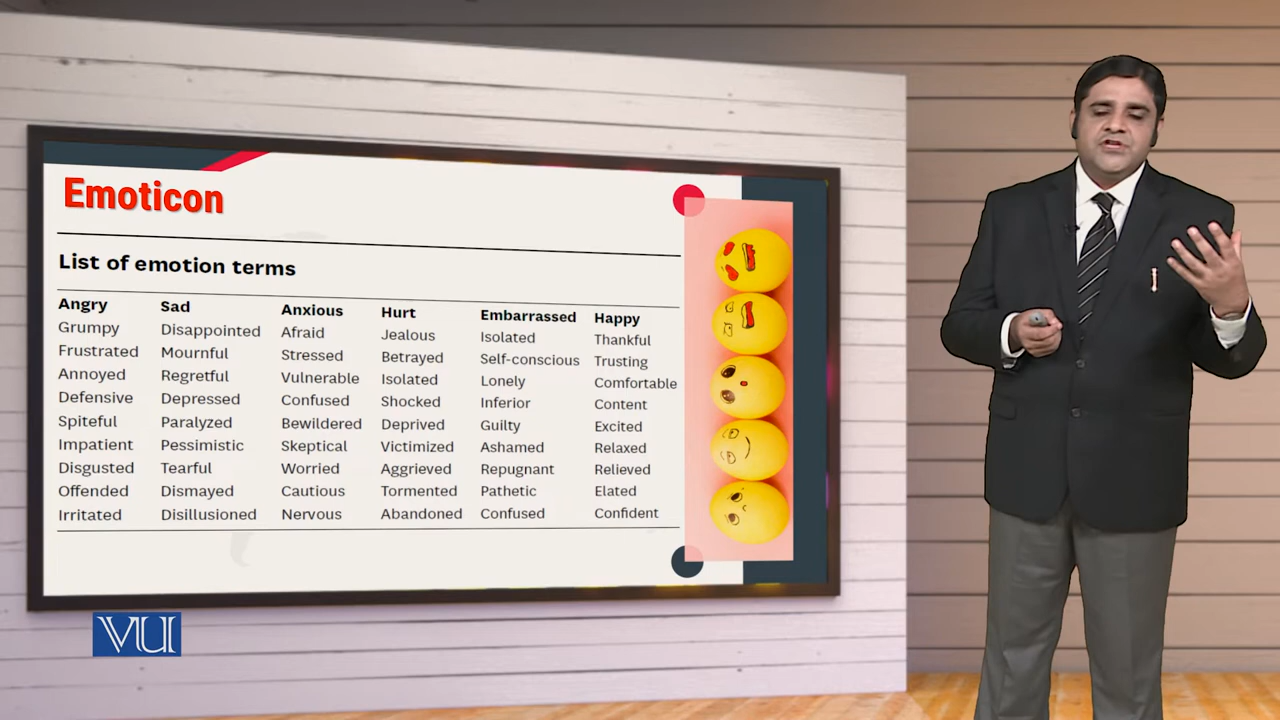 Emoticon
List of emotion terms
Angry Sad Anxious Hurt Embarrassed Happy
Grumpy Disappointed Afraid Jealous Isolated Thankful
Frustrated Mournful Stressed Betrayed Self-conscious Trusting
Annoyed Regretful Vulnerable Isolated Lonely Comfortable
Defensive Depressed Confused Shocked Inferior Content
Spiteful Paralyzed Bewildered Deprived Guilty Excited
Impatient Pessimistic Skeptical Victimized Ashamed Relaxed
Disgusted Tearful Worried Aggrieved Repugnant Relieved
Offended Dismayed Cautious Tormented Pathetic Elated
Irritated Disillusioned Nervous Abandoned Confused Confident
VU